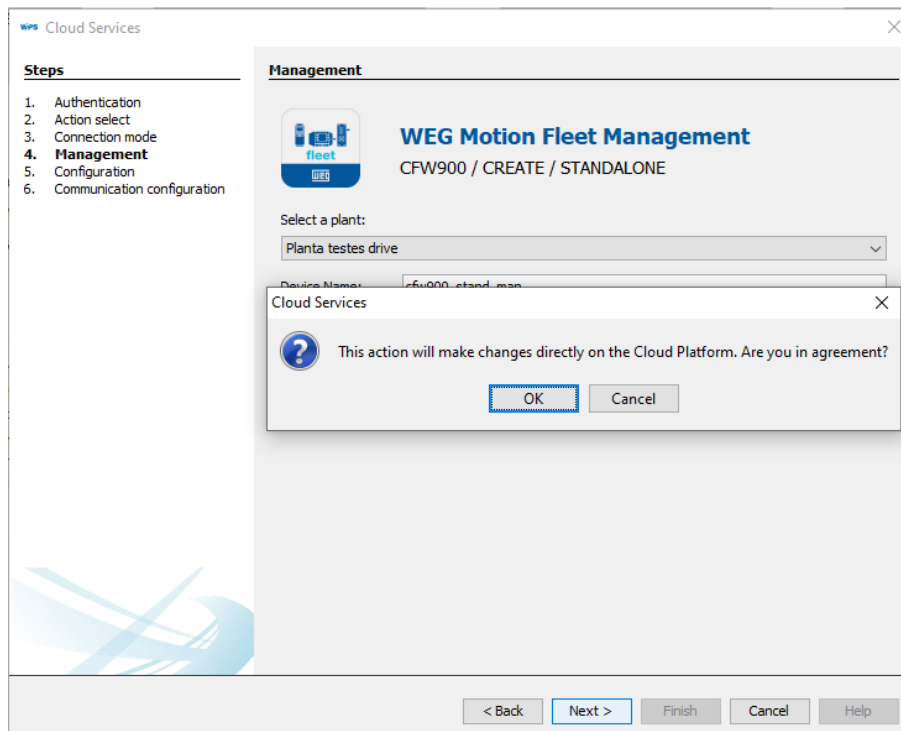 WPS Cloud Services
Steps
1. Authentication
2. Action select
3. Connection mode
4. Management
5. Configuration
6. Communication configuration
Management
fleet
WEG
WEG Motion Fleet Management
CFW900 / CREATE / STANDALONE
Select a plant:
Planta testes drive
Device Name: cfw900_stand_man
Cloud Services
This action will make changes directly on the Cloud Platform. Are you in agreement?
OK Cancel
< Back Next > Finish Cancel Help